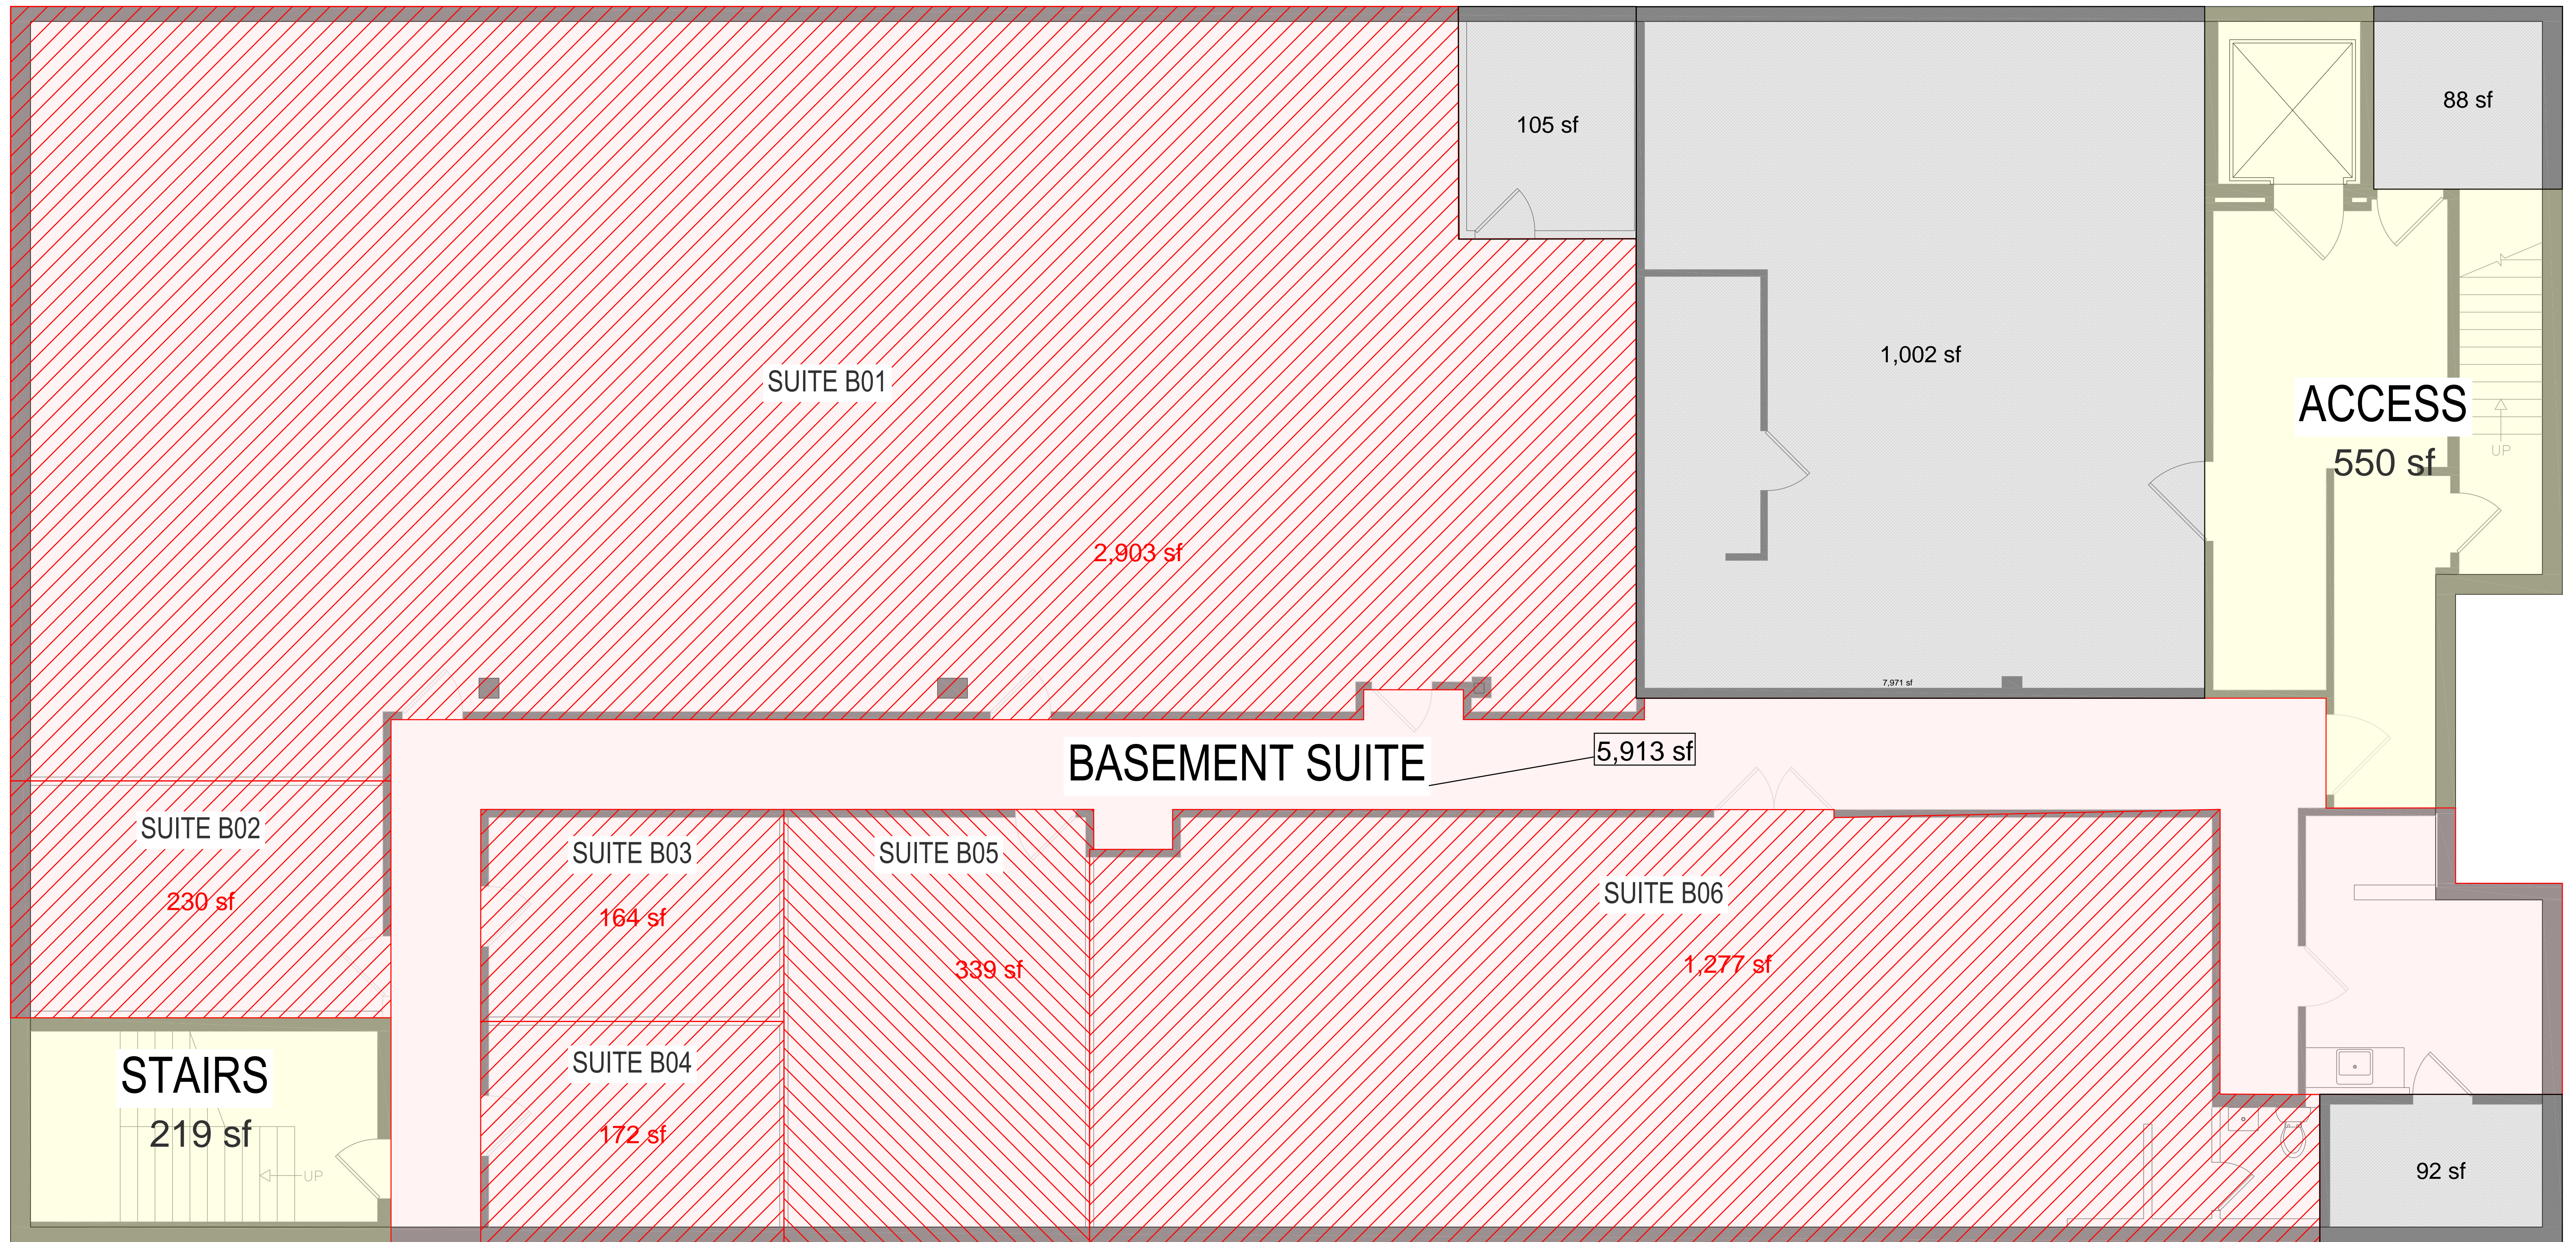 105 sf
88 sf
1,002 sf
SUITE B01
ACCESS
550 sf
UP
2,903 sf
7,971 sf
BASEMENT SUITE
5,913 sf
SUITE B02
230 sf
SUITE B03
164 sf
SUITE B05
339 sf
SUITE B06
1,277 sf
STAIRS
219 sf
UP
SUITE B04
172 sf
92 sf